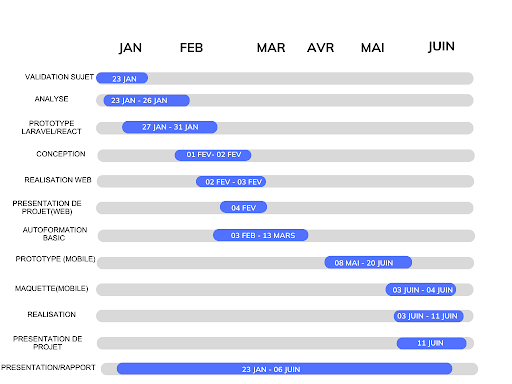 JAN FEB MAR AVR MAI JUIN
VALIDATION SUJET 23 JAN
ANALYSE 23 JAN - 26 JAN
PROTOTYPE
LARAVEL/REACT 27 JAN - 31 JAN
CONCEPTION 01 FEV- 02 FEV
REALISATION WEB 02 FEV - 03 FEV
PRESENTATION DE
PROJET(WEB) 04 FEV
AUTOFORMATION
BASIC 03 FEB - 13 MARS
PROTOTYPE (MOBILE) 08 MAI - 20 JUIN
MAQUETTE(MOBILE) 03 JUIN - 04 JUIN
REALISATION 03 JUIN - 11 JUIN
PRESENTATION DE
PROJET 11 JUIN
PRESENTATION/RAPPORT 23 JAN - 06 JUIN